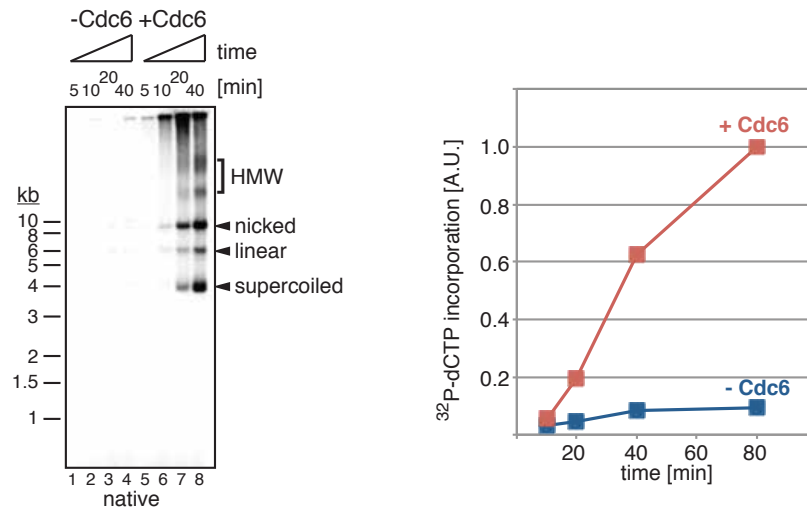 -Cdc6 +Cdc6
time
5 10 20 40 5 10 20 40 [min]
HMW
kb
10
8
6
5
4
3
2
1.5
1
nicked
linear
supercoiled
1 2 3 4 5 6 7 8
native
+ Cdc6
1.0
0.8
0.6
0.4
0.2
- Cdc6
³²P-dCTP incorporation [A.U.]
20 40 60 80
time [min]